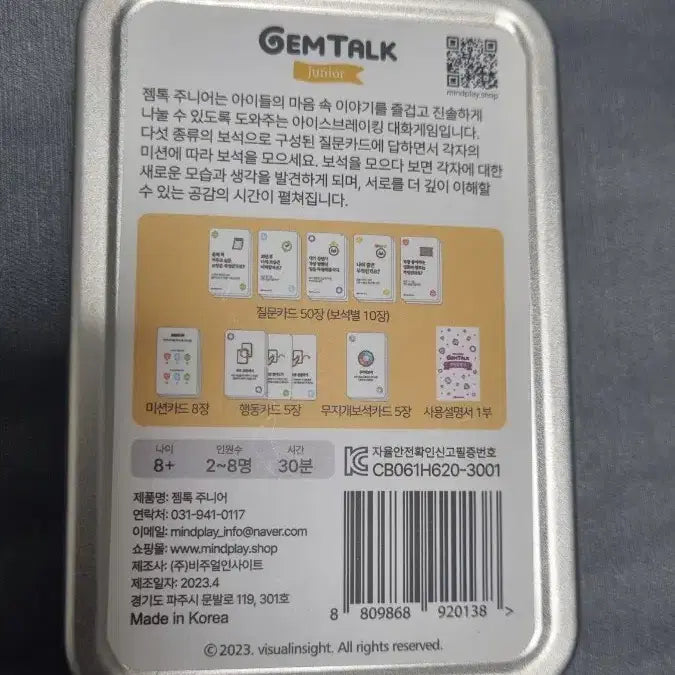 GEMTALK
Junior
mindplay.shop
젬톡 주니어는 아이들의 마음 속 이야기를 즐겁고 진솔하게
나눌 수 있도록 도와주는 아이스브레이킹 대화게임입니다.
다섯 종류의 보석으로 구성된 질문카드에 답하면서 각자의
미션에 따라 보석을 모으세요. 보석을 모으다 보면 각자에 대한
새로운 모습과 생각을 발견하게 되며, 서로를 더 깊이 이해할
수 있는 공감의 시간이 펼쳐집니다.
질문카드 50장 (보석별 10장)
GEMTALK
미션카드 8장
행동카드 5장
무지개보석카드 5장
사용설명서 1부
나이
8+
인원수
2~8명
시간
30분
자율안전확인신고필증번호
CB061H620-3001
제품명: 젬톡 주니어
연락처: 031-941-0117
이메일: mindplay_info@naver.com
쇼핑몰: www.mindplay.shop
제조사: (주)비주얼인사이트
제조일자: 2023.4
경기도 파주시 문발로 119, 301호
Made in Korea
8 809868 920138 >
© 2023. visualinsight. All rights reserved.